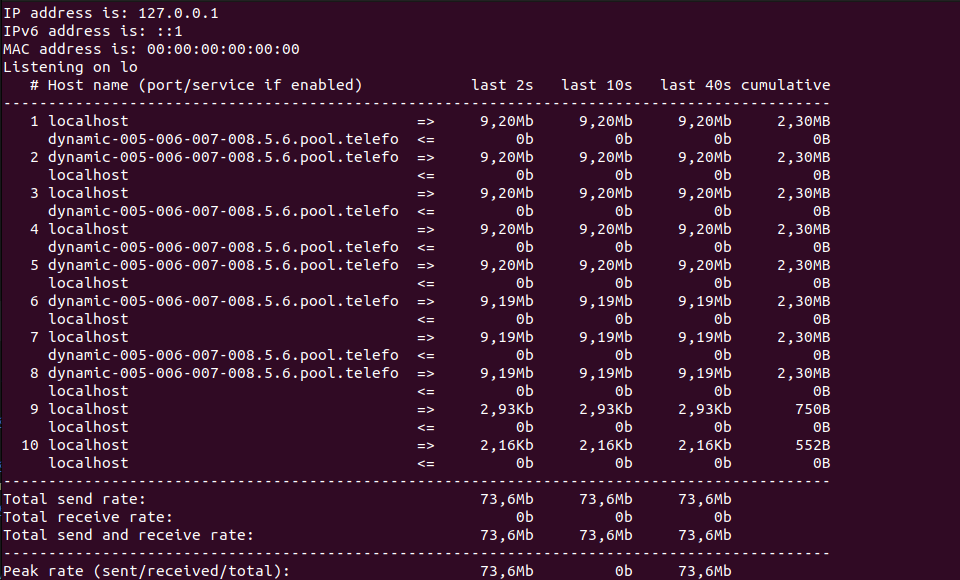 IP address is: 127.0.0.1
IPv6 address is: ::1
MAC address is: 00:00:00:00:00:00
Listening on lo
   # Host name (port/service if enabled)            last 2s   last 10s   last 40s cumulative
--------------------------------------------------------------------------------------------
   1 localhost                                =>     9,20Mb     9,20Mb     9,20Mb     2,30MB
     dynamic-005-006-007-008.5.6.pool.telefo  <=         0b         0b         0b         0B
   2 dynamic-005-006-007-008.5.6.pool.telefo  =>     9,20Mb     9,20Mb     9,20Mb     2,30MB
     localhost                                <=         0b         0b         0b         0B
   3 localhost                                =>     9,20Mb     9,20Mb     9,20Mb     2,30MB
     dynamic-005-006-007-008.5.6.pool.telefo  <=         0b         0b         0b         0B
   4 localhost                                =>     9,20Mb     9,20Mb     9,20Mb     2,30MB
     dynamic-005-006-007-008.5.6.pool.telefo  <=         0b         0b         0b         0B
   5 dynamic-005-006-007-008.5.6.pool.telefo  =>     9,20Mb     9,20Mb     9,20Mb     2,30MB
     localhost                                <=         0b         0b         0b         0B
   6 dynamic-005-006-007-008.5.6.pool.telefo  =>     9,19Mb     9,19Mb     9,19Mb     2,30MB
     localhost                                <=         0b         0b         0b         0B
   7 localhost                                =>     9,19Mb     9,19Mb     9,19Mb     2,30MB
     dynamic-005-006-007-008.5.6.pool.telefo  <=         0b         0b         0b         0B
   8 dynamic-005-006-007-008.5.6.pool.telefo  =>     9,19Mb     9,19Mb     9,19Mb     2,30MB
     localhost                                <=         0b         0b         0b         0B
   9 localhost                                =>     2,93Kb     2,93Kb     2,93Kb       750B
     localhost                                <=         0b         0b         0b         0B
  10 localhost                                =>     2,16Kb     2,16Kb     2,16Kb       552B
     localhost                                <=         0b         0b         0b         0B
--------------------------------------------------------------------------------------------
Total send rate:                                     73,6Mb     73,6Mb     73,6Mb
Total receive rate:                                      0b         0b         0b
Total send and receive rate:                         73,6Mb     73,6Mb     73,6Mb
--------------------------------------------------------------------------------------------
Peak rate (sent/received/total):                     73,6Mb         0b     73,6Mb